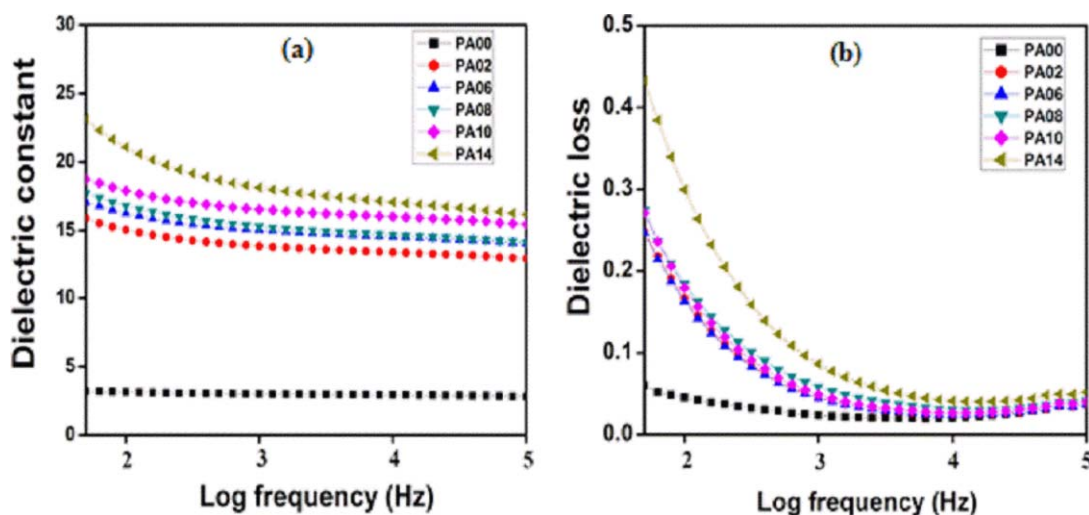 (a)
Dielectric constant
30
25
20
15
10
5
0
PA00
PA02
PA06
PA08
PA10
PA14
2 3 4 5
Log frequency (Hz)
(b)
Dielectric loss
0.5
0.4
0.3
0.2
0.1
0.0
PA00
PA02
PA06
PA08
PA10
PA14
2 3 4 5
Log frequency (Hz)